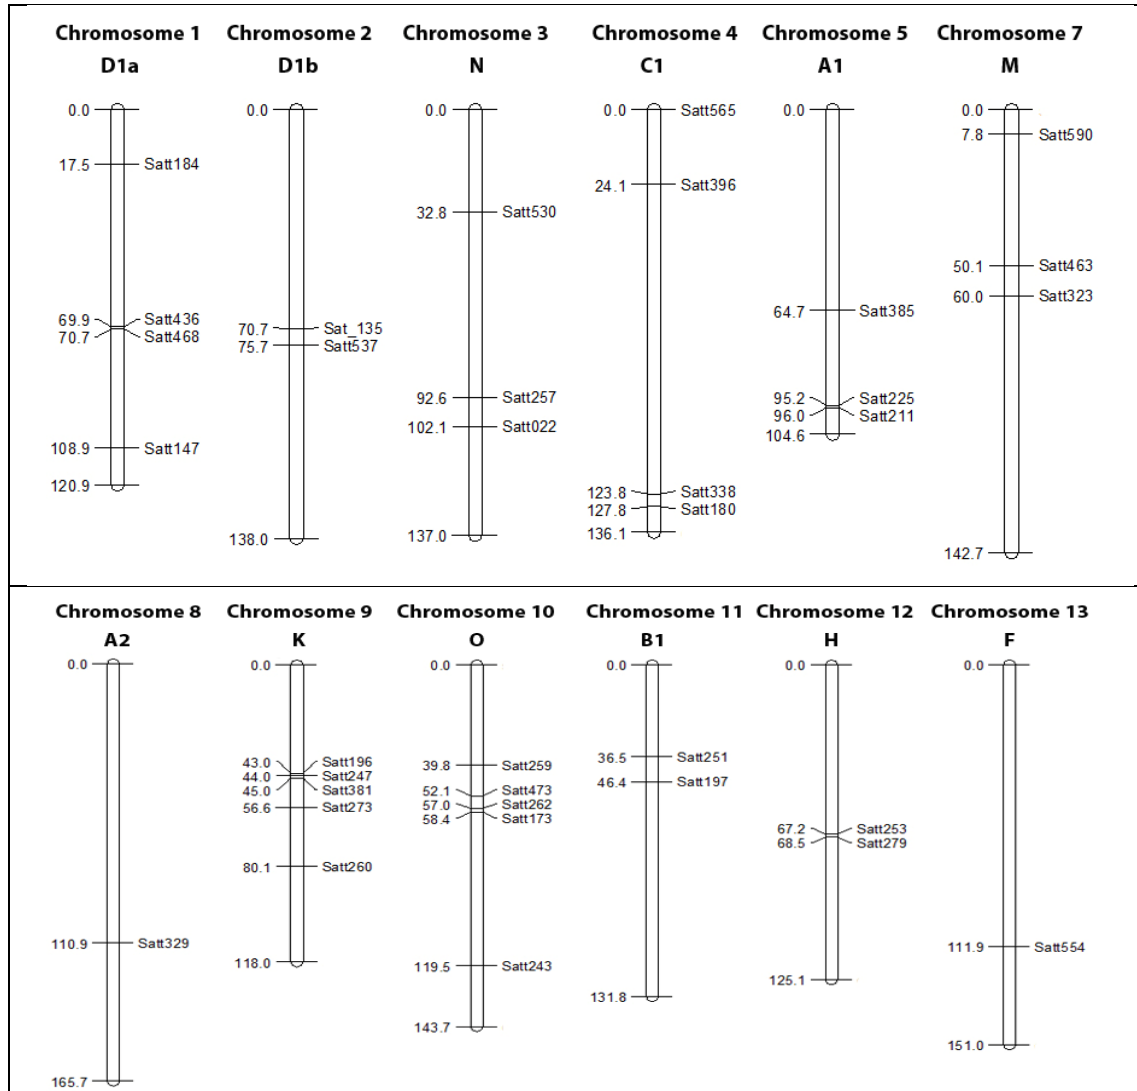 Chromosome 1 Chromosome 2 Chromosome 3 Chromosome 4 Chromosome 5 Chromosome 7
D1a D1b N C1 A1 M
0.0 0.0 0.0 0.0 Satt565 0.0 0.0
7.8 Satt590
17.5 Satt184
24.1 Satt396
32.8 Satt530
50.1 Satt463
60.0 Satt323
64.7 Satt385
69.9 Satt436
70.7 Sat_135
70.7 Satt468
75.7 Satt537
92.6 Satt257
95.2 Satt225
96.0 Satt211
102.1 Satt022
104.6
108.9 Satt147
120.9
123.8 Satt338
127.8 Satt180
136.1
137.0
138.0
142.7
Chromosome 8 Chromosome 9 Chromosome 10 Chromosome 11 Chromosome 12 Chromosome 13
A2 K O B1 H F
0.0 0.0 0.0 0.0 0.0 0.0
36.5 Satt251
43.0 Satt196
39.8 Satt259
44.0 Satt247
46.4 Satt197
45.0 Satt381
52.1 Satt473
56.6 Satt273
57.0 Satt262
58.4 Satt173
67.2 Satt253
68.5 Satt279
80.1 Satt260
110.9 Satt329
111.9 Satt554
118.0
119.5 Satt243
125.1
131.8
143.7
151.0
165.7